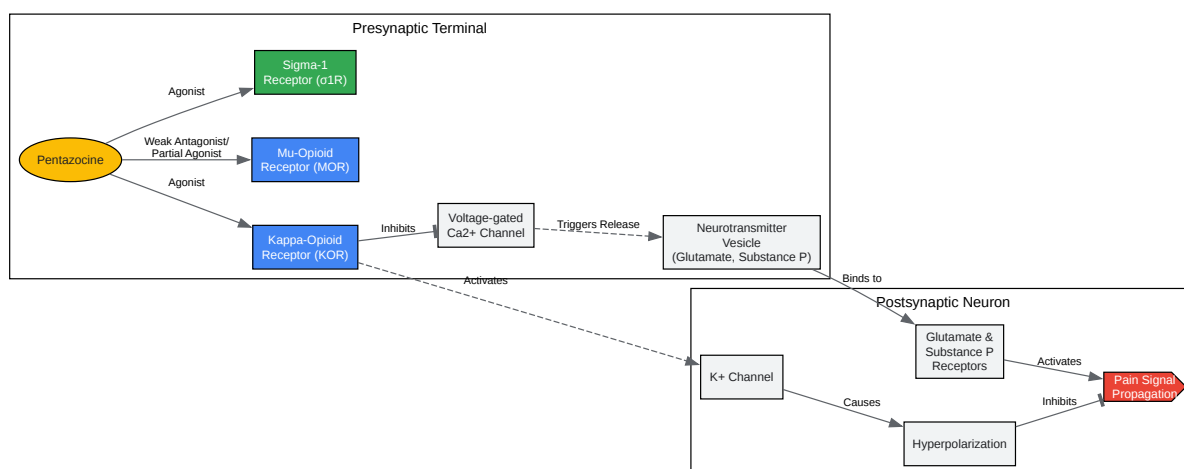 Presynaptic Terminal
Sigma-1
Receptor (σ1R)
Agonist
Weak Antagonist/
Partial Agonist
Pentazocine
Mu-Opioid
Receptor (MOR)
Agonist
Kappa-Opioid
Receptor (KOR)
Inhibits
Voltage-gated
Ca2+ Channel
Triggers Release
Neurotransmitter
Vesicle
(Glutamate, Substance P)
Activates
Binds to
Postsynaptic Neuron
Glutamate &
Substance P
Receptors
Activates
K+ Channel
Pain Signal
Propagation
Causes
Inhibits
Hyperpolarization